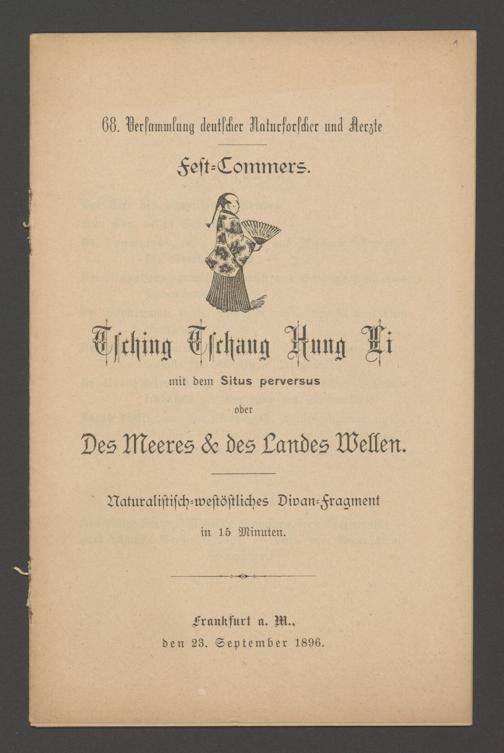 68. Versammlung deutscher Naturforscher und Aerzte
Fest-Commers.
Tsching Tschang Hung Li
mit dem Situs perversus
oder
Des Meeres & des Landes Wellen.
Naturalistisch-westöstliches Divan-Fragment
in 15 Minuten.
Frankfurt a. M.,
den 23. September 1896.